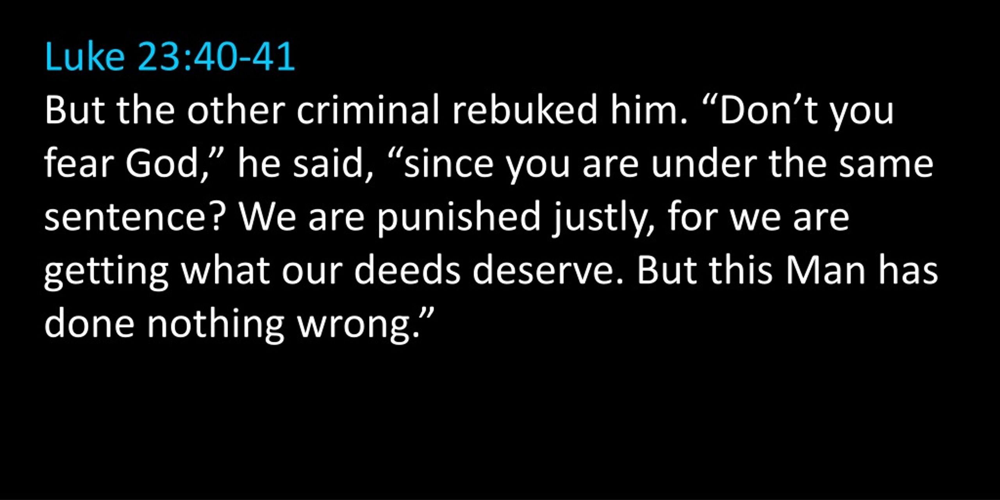 Luke 23:40-41
But the other criminal rebuked him. “Don’t you
fear God,” he said, “since you are under the same
sentence? We are punished justly, for we are
getting what our deeds deserve. But this Man has
done nothing wrong.”